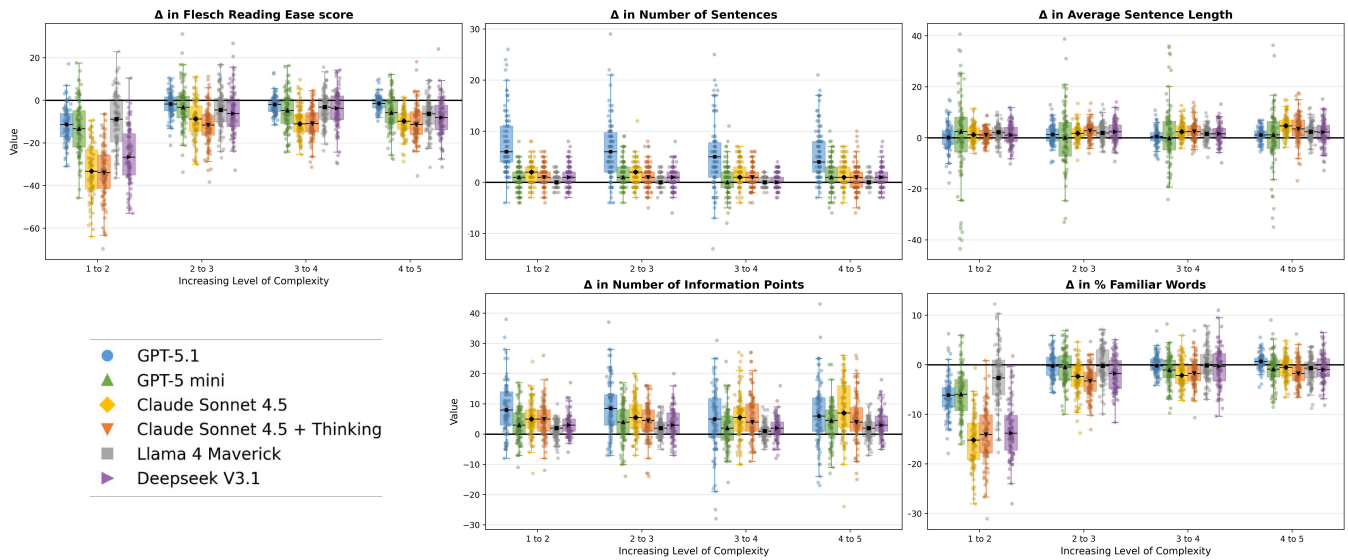 Δ in Flesch Reading Ease score
20
0
−20
−40
−60
Value
1 to 2
2 to 3
3 to 4
4 to 5
Increasing Level of Complexity
Δ in Number of Sentences
30
20
10
0
−10
1 to 2
2 to 3
3 to 4
4 to 5
Δ in Average Sentence Length
40
20
0
−20
−40
1 to 2
2 to 3
3 to 4
4 to 5
GPT-5.1
GPT-5 mini
Claude Sonnet 4.5
Claude Sonnet 4.5 + Thinking
Llama 4 Maverick
Deepseek V3.1
Δ in Number of Information Points
40
30
20
10
0
−10
−20
−30
Value
1 to 2
2 to 3
3 to 4
4 to 5
Increasing Level of Complexity
Δ in % Familiar Words
10
0
−10
−20
−30
1 to 2
2 to 3
3 to 4
4 to 5
Increasing Level of Complexity